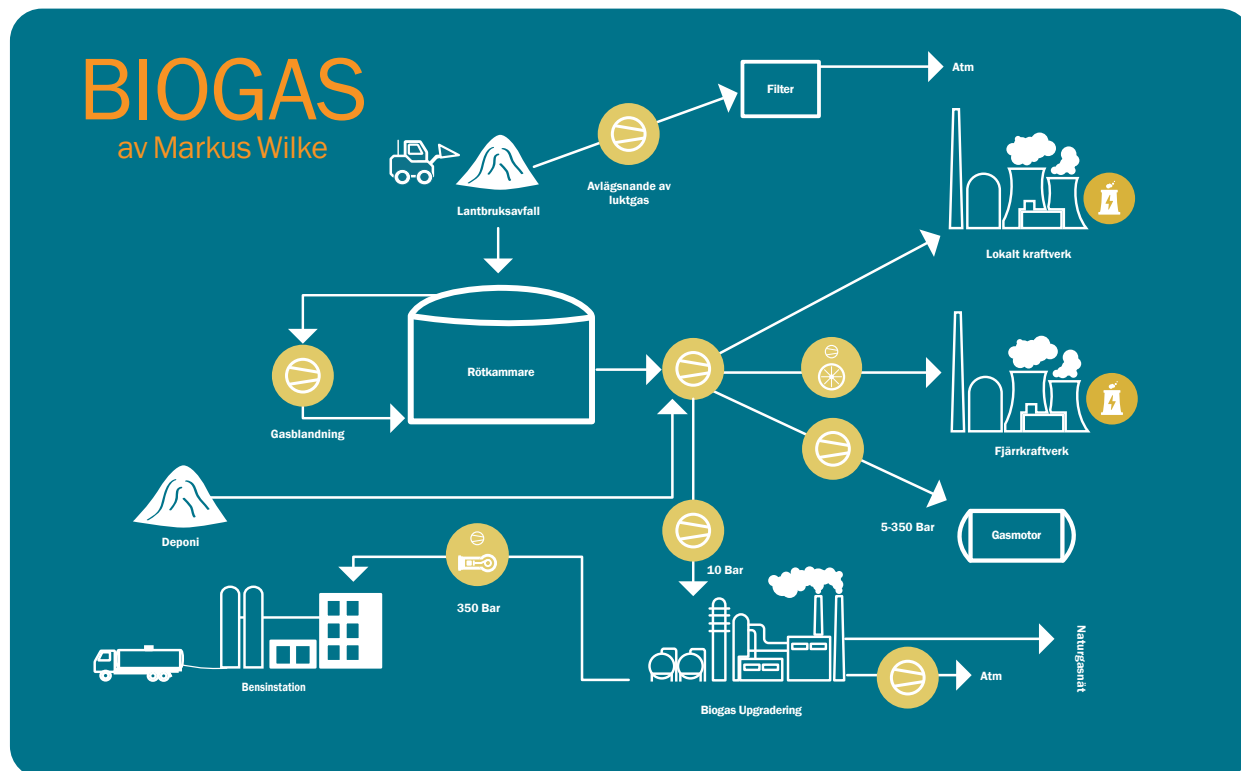 BIOGAS
av Markus Wilke
Filter
Atm
Avlägsnande av
luktgas
Lantbruksavfall
Lokalt kraftverk
Rötkammare
Gasblandning
Fjärrkraftverk
Deponi
5-350 Bar
Gasmotor
10 Bar
350 Bar
Bensinstation
Biogas Upgradering
Atm
Naturgasnät